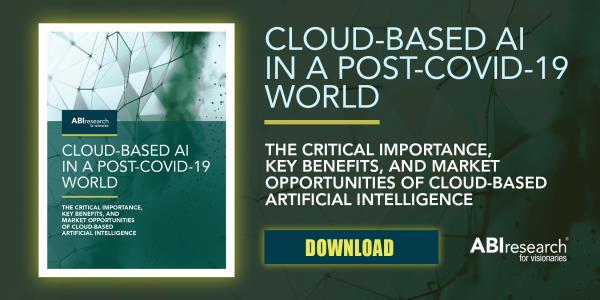 ABIresearch
for visionaries
CLOUD-BASED AI
IN A POST-COVID-19
WORLD
THE CRITICAL IMPORTANCE,
KEY BENEFITS, AND
MARKET OPPORTUNITIES
OF CLOUD-BASED
ARTIFICIAL INTELLIGENCE
CLOUD-BASED AI
IN A POST-COVID-19
WORLD
THE CRITICAL IMPORTANCE,
KEY BENEFITS, AND MARKET
OPPORTUNITIES OF CLOUD-BASED
ARTIFICIAL INTELLIGENCE
DOWNLOAD
ABIresearch®
for visionaries